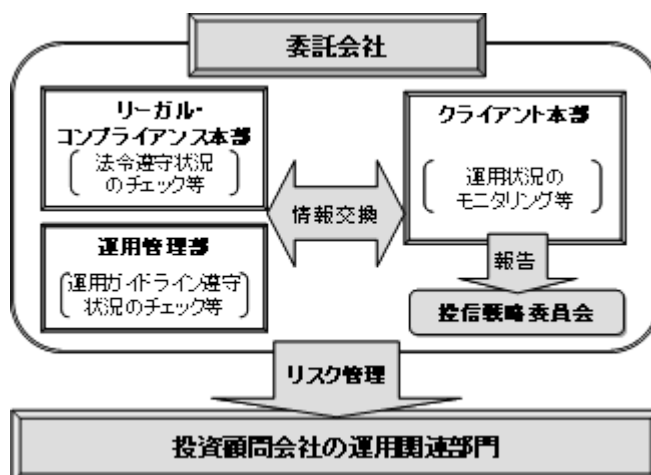 委託会社
リーガル・
コンプライアンス本部
法令遵守状況
のチェック等
運用管理部
運用ガイドライン遵守
状況のチェック等
情報交換
クライアント本部
運用状況の
モニタリング等
報告
投信戦略委員会
リスク管理
投資顧問会社の運用関連部門